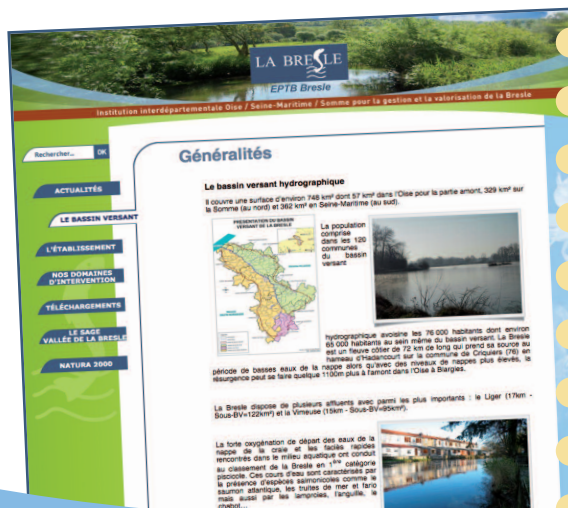 LA BRESLE
EPTB Bresle
Institution interdépartementale Oise / Seine-Maritime / Somme pour la gestion et la valorisation de la Bresle
Rechercher... OK
ACTUALITÉS
LE BASSIN VERSANT
L'ÉTABLISSEMENT
NOS DOMAINES
D'INTERVENTION
TÉLÉCHARGEMENTS
LE SAGE
VALLÉE DE LA BRESLE
NATURA 2000
Généralités
Le bassin versant hydrographique
Il couvre une surface d'environ 748 km² dont 57 km² dans l'Oise pour la partie amont, 329 km² sur
la Somme (au nord) et 362 km² en Seine-Maritime (au sud).
PRESENTATION DU BASSIN
VERSANT DE LA BRESLE
La population
comprise
dans les 120
communes
du bassin
versant
hydrographique avoisine les 76 000 habitants dont environ
65 000 habitants au sein même du bassin versant. La Bresle
est un fleuve côtier de 72 km de long qui prend sa source au
hameau d'Hadancourt sur la commune de Criquiers (76) en
période de basses eaux de la nappe alors qu'avec des niveaux de nappes plus élevés, la
résurgence peut se faire quelque 1100m plus à l'amont dans l'Oise à Blargies.
La Bresle dispose de plusieurs affluents avec parmi les plus importants : le Liger (17km -
Sous-BV=122km²) et la Vimeuse (15km - Sous-BV=95km²).
La forte oxygénation de départ des eaux de la
nappe de la craie et les faciès rapides
rencontrés dans le milieu aquatique ont conduit
au classement de la Bresle en 1ère catégorie
piscicole. Ces cours d'eau sont caractérisés par
la présence d'espèces salmonicoles comme le
saumon atlantique, les truites de mer et fario
mais aussi par les lamproies, l'anguille, le
chabot...